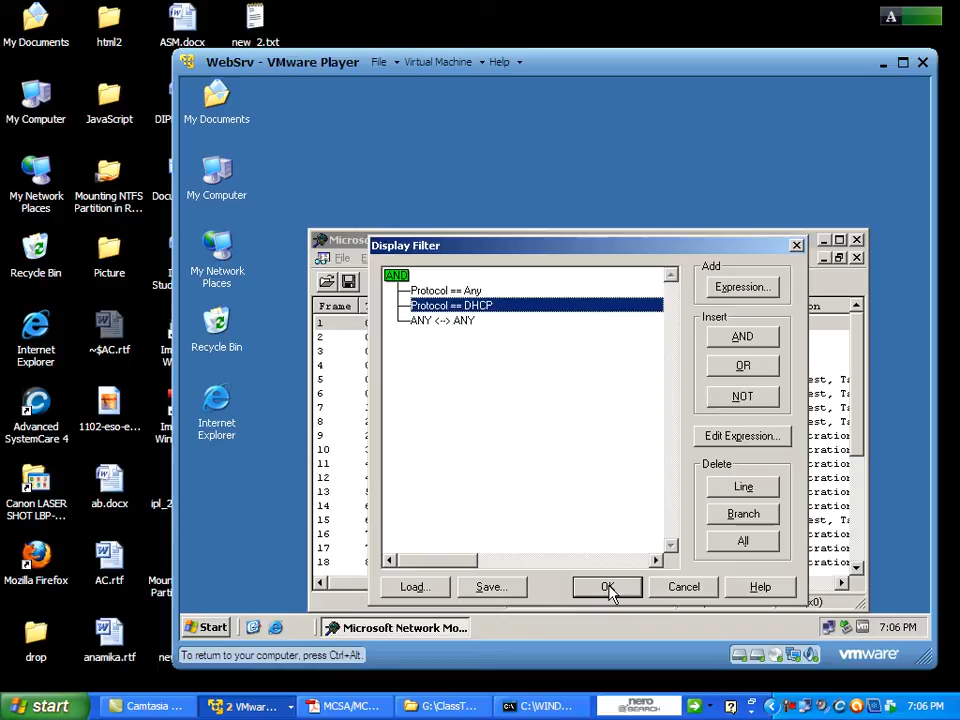 My Documents
html2
ASM.docx
new_2.txt
A
WebSrv - VMware Player
File
Virtual Machine
Help
My Computer
JavaScript
My Documents
My Network
Places
Mounting NTFS
Partition in R...
My Computer
Recycle Bin
Picture
My Network
Places
Internet
Explorer
~$AC.rtf
Recycle Bin
Advanced
SystemCare 4
1102-eso-e
Internet
Explorer
Canon LASER
SHOT LBP-...
ab.docx
Mozilla Firefox
AC.rtf
drop
anamika.rtf
File
Frame
1
2
3
4
5
6
7
8
9
10
11
12
13
14
15
16
17
18
Display Filter
AND
Protocol == Any
Protocol == DHCP
ANY <--> ANY
Add
Expression...
Insert
AND
OR
NOT
Edit Expression...
Delete
Line
Branch
All
Load...
Save...
OK
Cancel
Help
Start
Microsoft Network Mo...
7:06 PM
To return to your computer, press Ctrl+Alt.
vmware
start
Camtasia ...
2 VMwar...
MCSA/MC...
G:\ClassT...
C:\WIND...
nero
SEARCH
7:06 PM